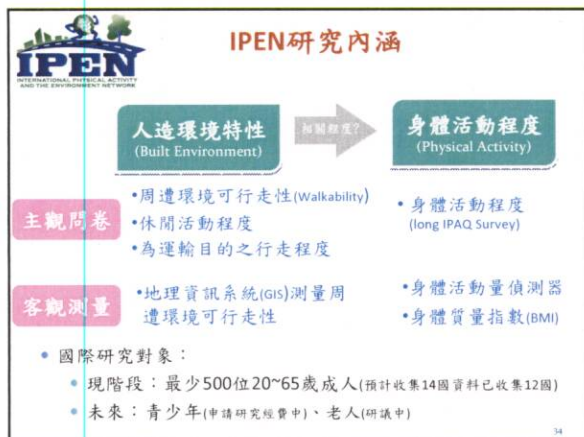 IPEN研究內涵
IPEN
INTERNATIONAL PHYSICAL ACTIVITY
AND THE ENVIRONMENT NETWORK
人造環境特性
(Built Environment)
相關程度?
身體活動程度
(Physical Activity)
主觀問卷
•周遭環境可行走性(Walkability)
•休閒活動程度
•為運輸目的之行走程度
•身體活動程度
(long IPAQ Survey)
客觀測量
•地理資訊系統(GIS)測量周
遭環境可行走性
•身體活動量偵測器
•身體質量指數(BMI)
• 國際研究對象：
• 現階段：最少500位20~65歲成人(預計收集14國資料已收集12國)
• 未來：青少年(申請研究經費中)、老人(研議中)
34